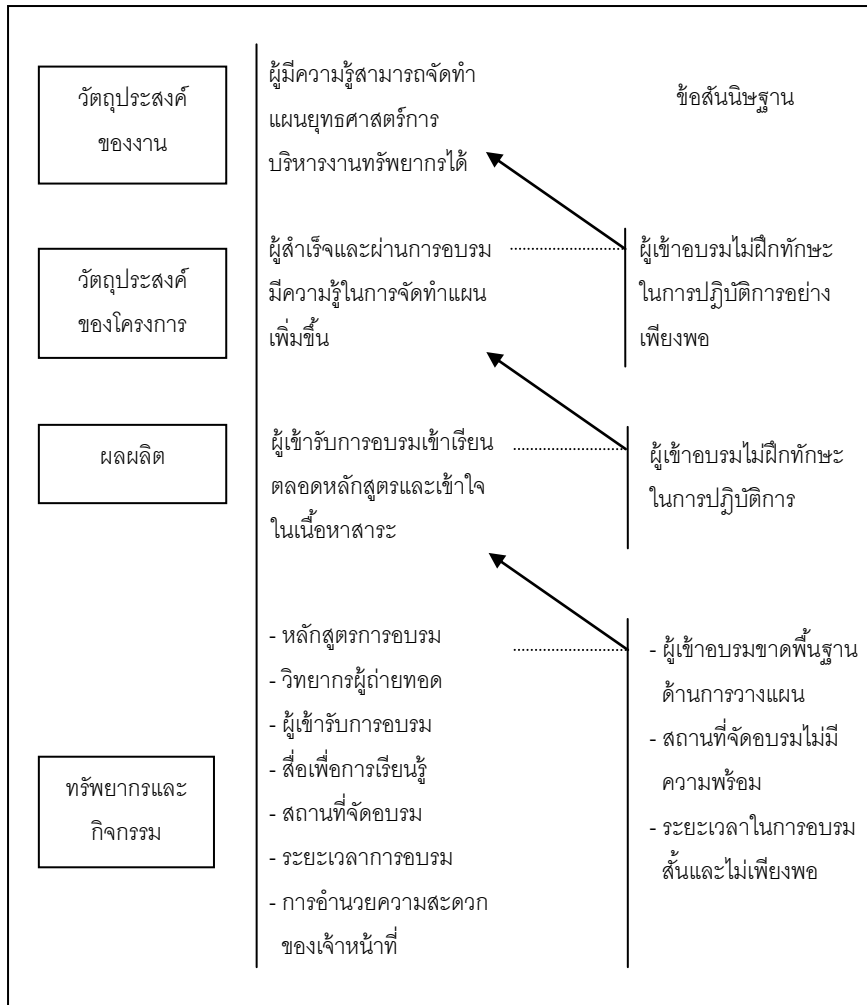 วัตถุประสงค์
ของงาน
ผู้มีความรู้สามารถจัดทำ
แผนยุทธศาสตร์การ
บริหารงานทรัพยากรได้
ข้อสันนิษฐาน
วัตถุประสงค์
ของโครงการ
ผู้สำเร็จและผ่านการอบรม
มีความรู้ในการจัดทำแผน
เพิ่มขึ้น
ผู้เข้าอบรมไม่ฝึกทักษะ
ในการปฏิบัติการอย่าง
เพียงพอ
ผลผลิต
ผู้เข้ารับการอบรมเข้าเรียน
ตลอดหลักสูตรและเข้าใจ
ในเนื้อหาสาระ
ผู้เข้าอบรมไม่ฝึกทักษะ
ในการปฏิบัติการ
ทรัพยากรและ
กิจกรรม
- หลักสูตรการอบรม
- วิทยากรผู้ถ่ายทอด
- ผู้เข้ารับการอบรม
- สื่อเพื่อการเรียนรู้
- สถานที่จัดอบรม
- ระยะเวลาการอบรม
- การอำนวยความสะดวก
ของเจ้าหน้าที่
- ผู้เข้าอบรมขาดพื้นฐาน
ด้านการวางแผน
- สถานที่จัดอบรมไม่มี
ความพร้อม
- ระยะเวลาในการอบรม
สั้นและไม่เพียงพอ